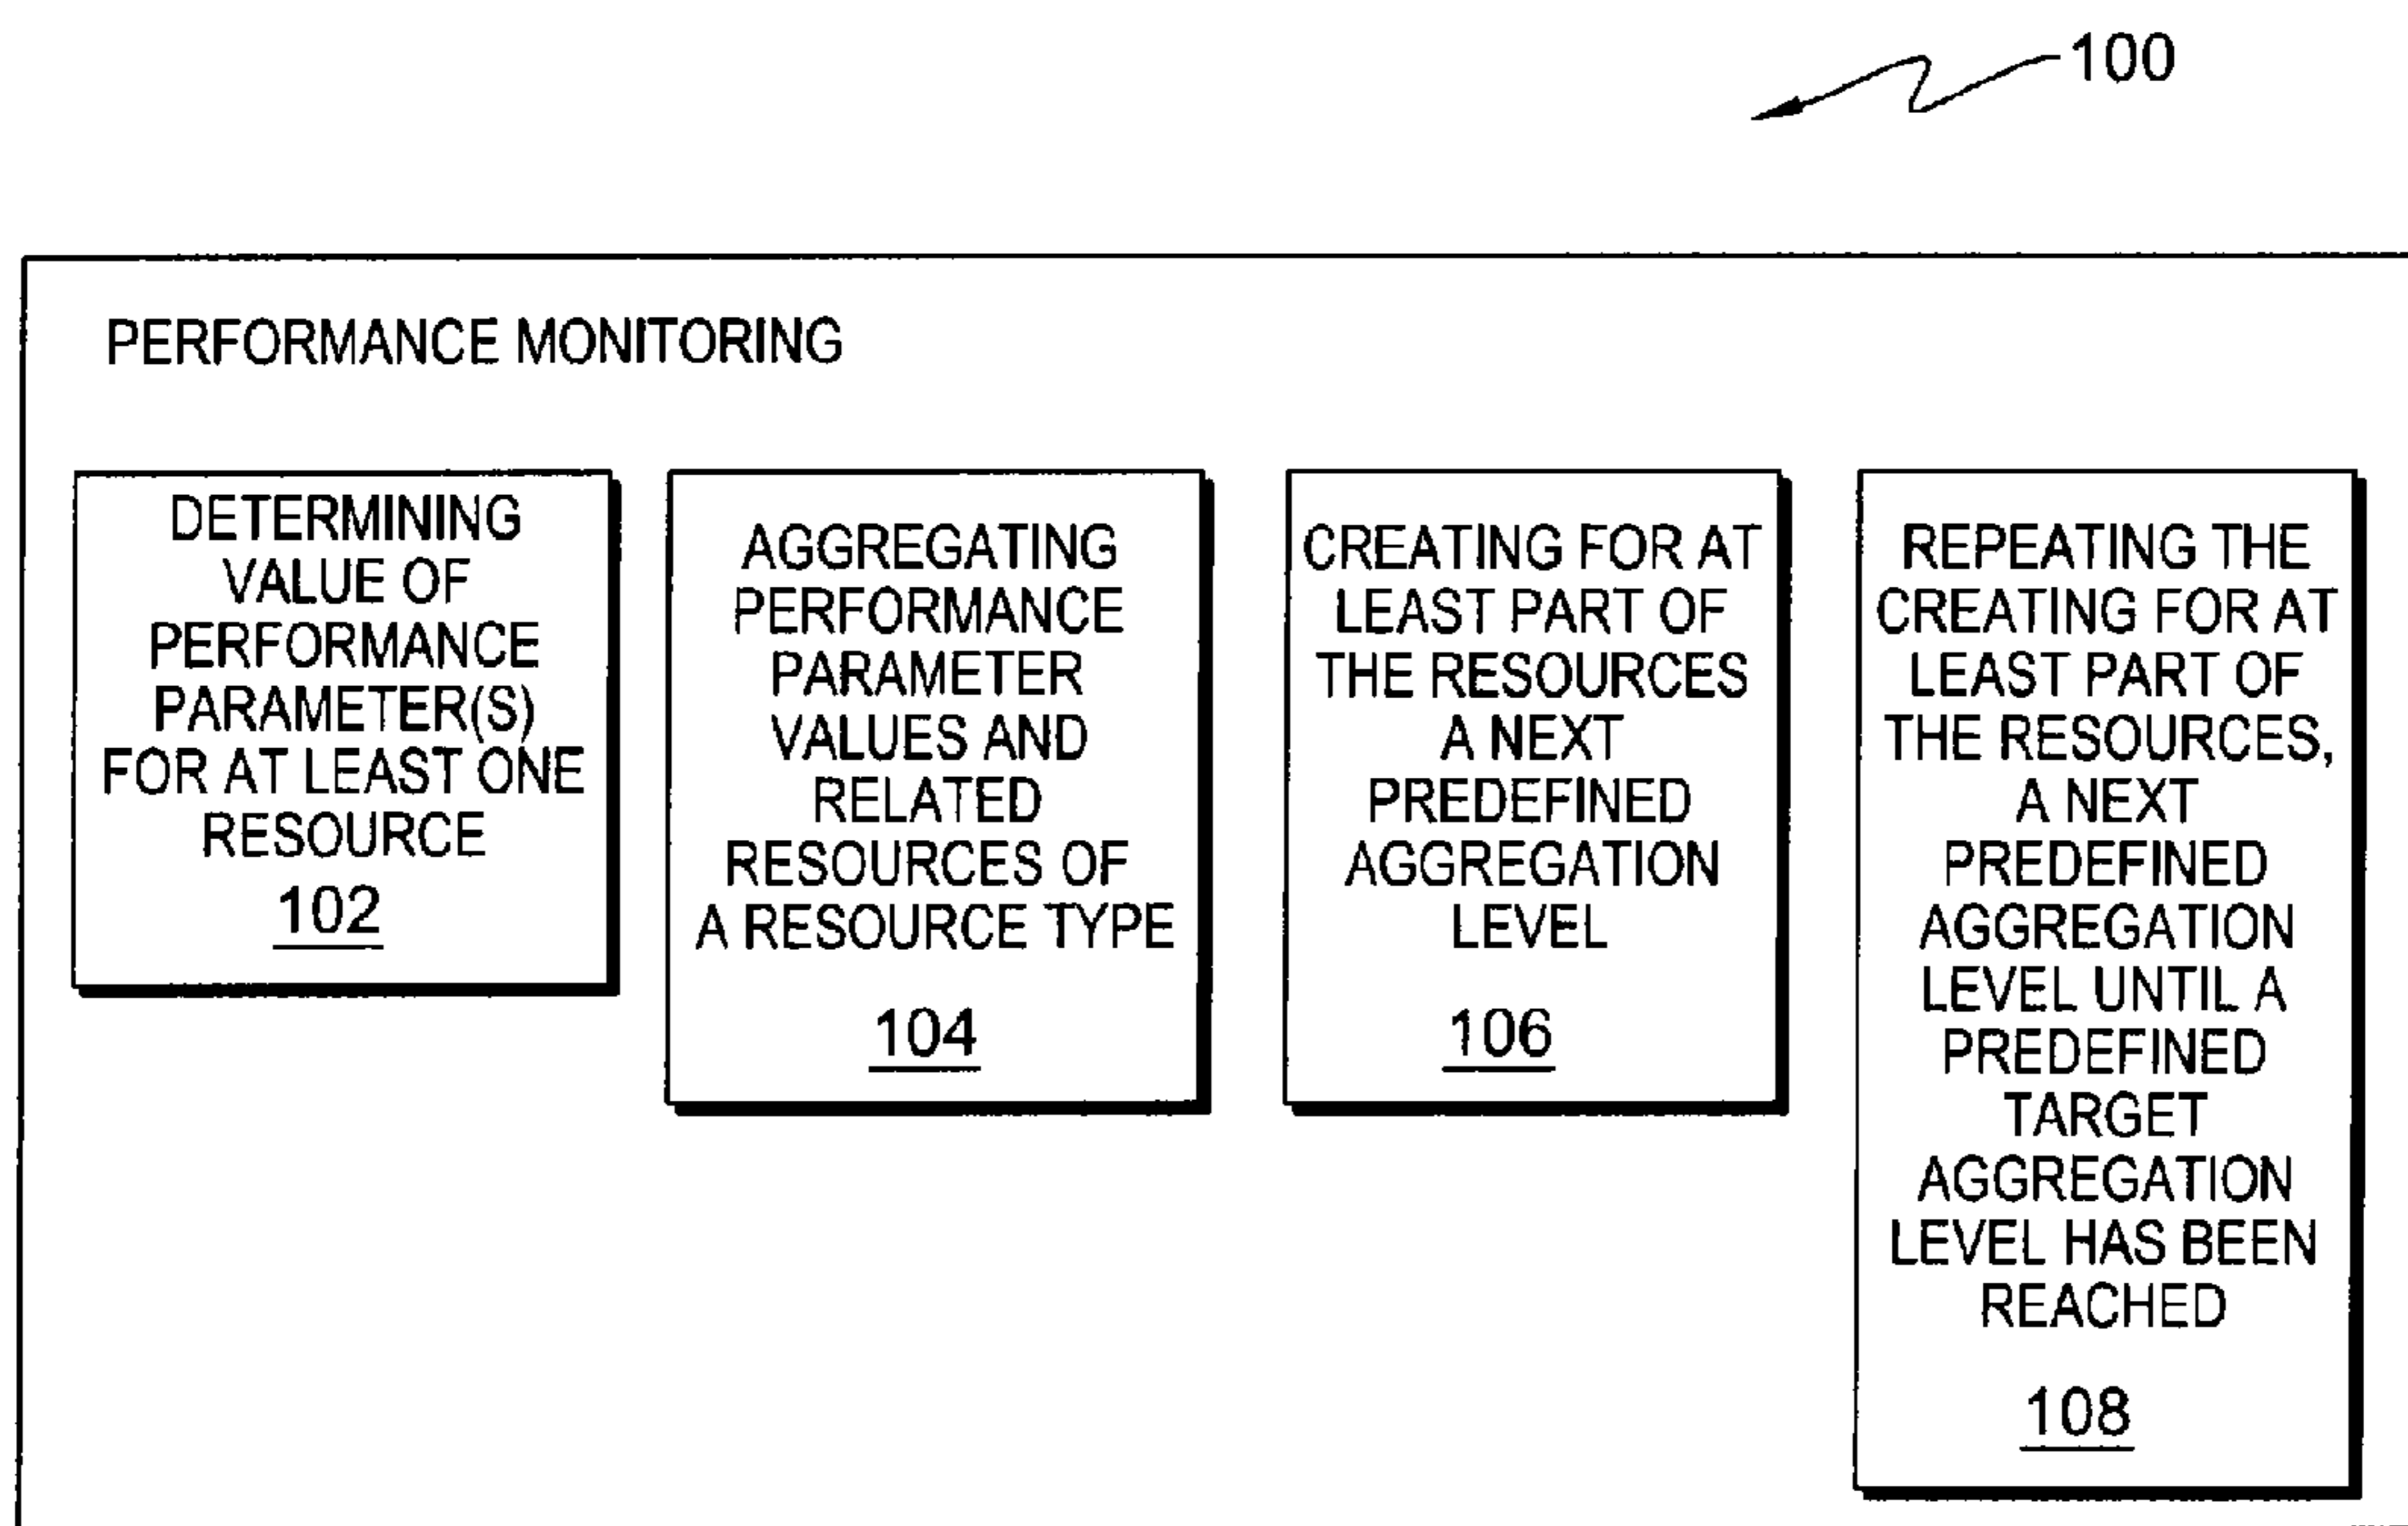 100
PERFORMANCE MONITORING
DETERMINING
VALUE OF
PERFORMANCE
PARAMETER(S)
FOR AT LEAST ONE
RESOURCE
102
AGGREGATING
PERFORMANCE
PARAMETER
VALUES AND
RELATED
RESOURCES OF
A RESOURCE TYPE
104
CREATING FOR AT
LEAST PART OF
THE RESOURCES
A NEXT
PREDEFINED
AGGREGATION
LEVEL
106
REPEATING THE
CREATING FOR AT
LEAST PART OF
THE RESOURCES,
A NEXT
PREDEFINED
AGGREGATION
LEVEL UNTIL A
PREDEFINED
TARGET
AGGREGATION
LEVEL HAS BEEN
REACHED
108